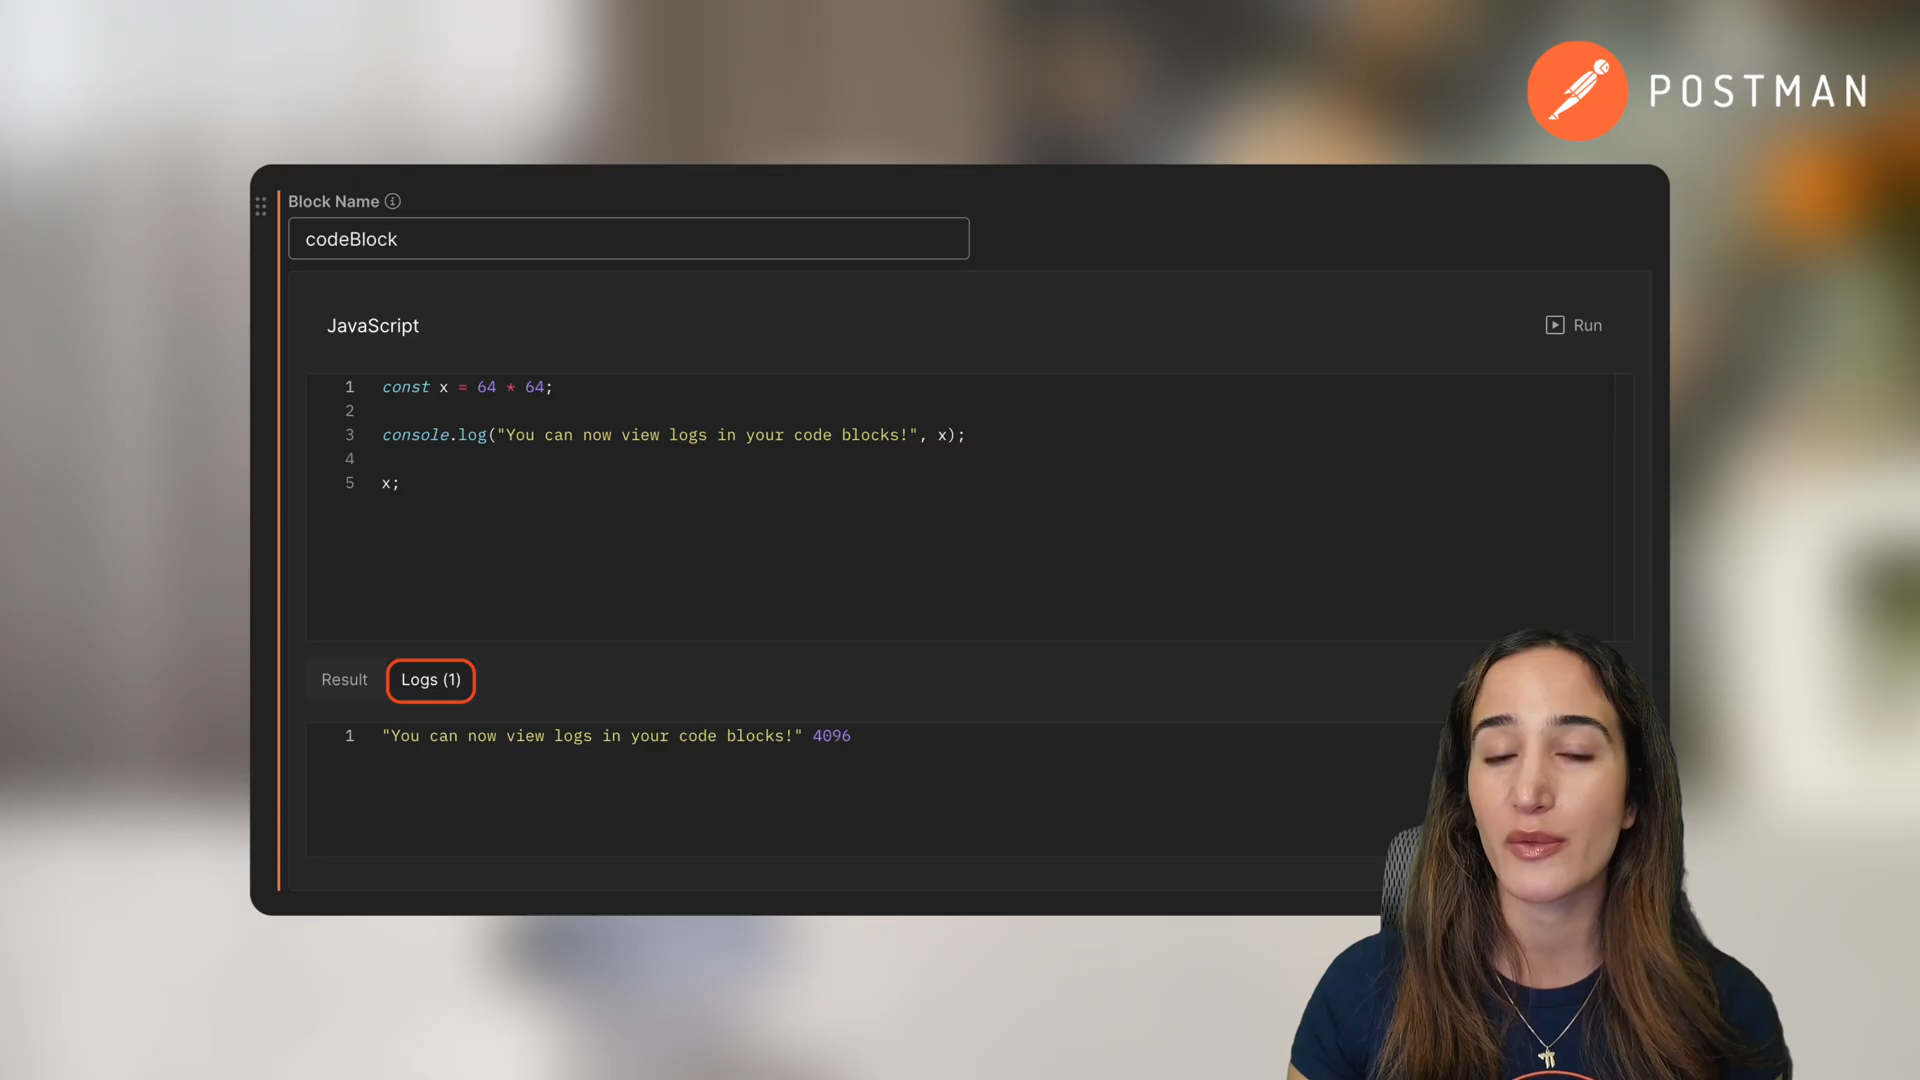 POSTMAN
Block Name
codeBlock
JavaScript
Run
1 const x = 64 * 64;
2
3 console.log("You can now view logs in your code blocks!", x);
4
5 x;
Result
Logs (1)
1 "You can now view logs in your code blocks!" 4096